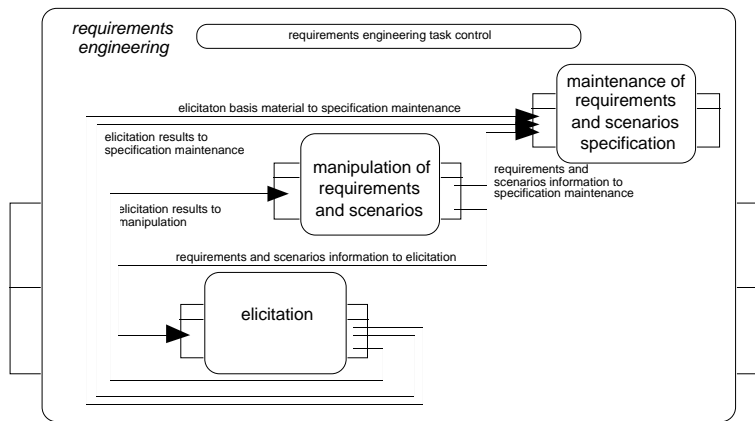 requirements
engineering
requirements engineering task control
maintenance of
requirements
and scenarios
specification
elicitaton basis material to specification maintenance
elicitation results to
specification maintenance
manipulation of
requirements
and scenarios
requirements and
scenarios information to
specification maintenance
elicitation results to
manipulation
requirements and scenarios information to elicitation
elicitation